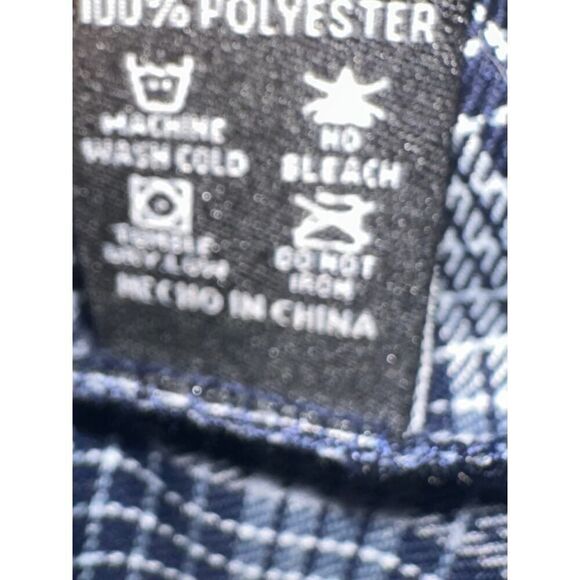 100% POLYESTER
MACHINE NO
WASH COLD BLEACH
TUMBLE DO NOT
DRY LOW IRON
HECHO IN CHINA